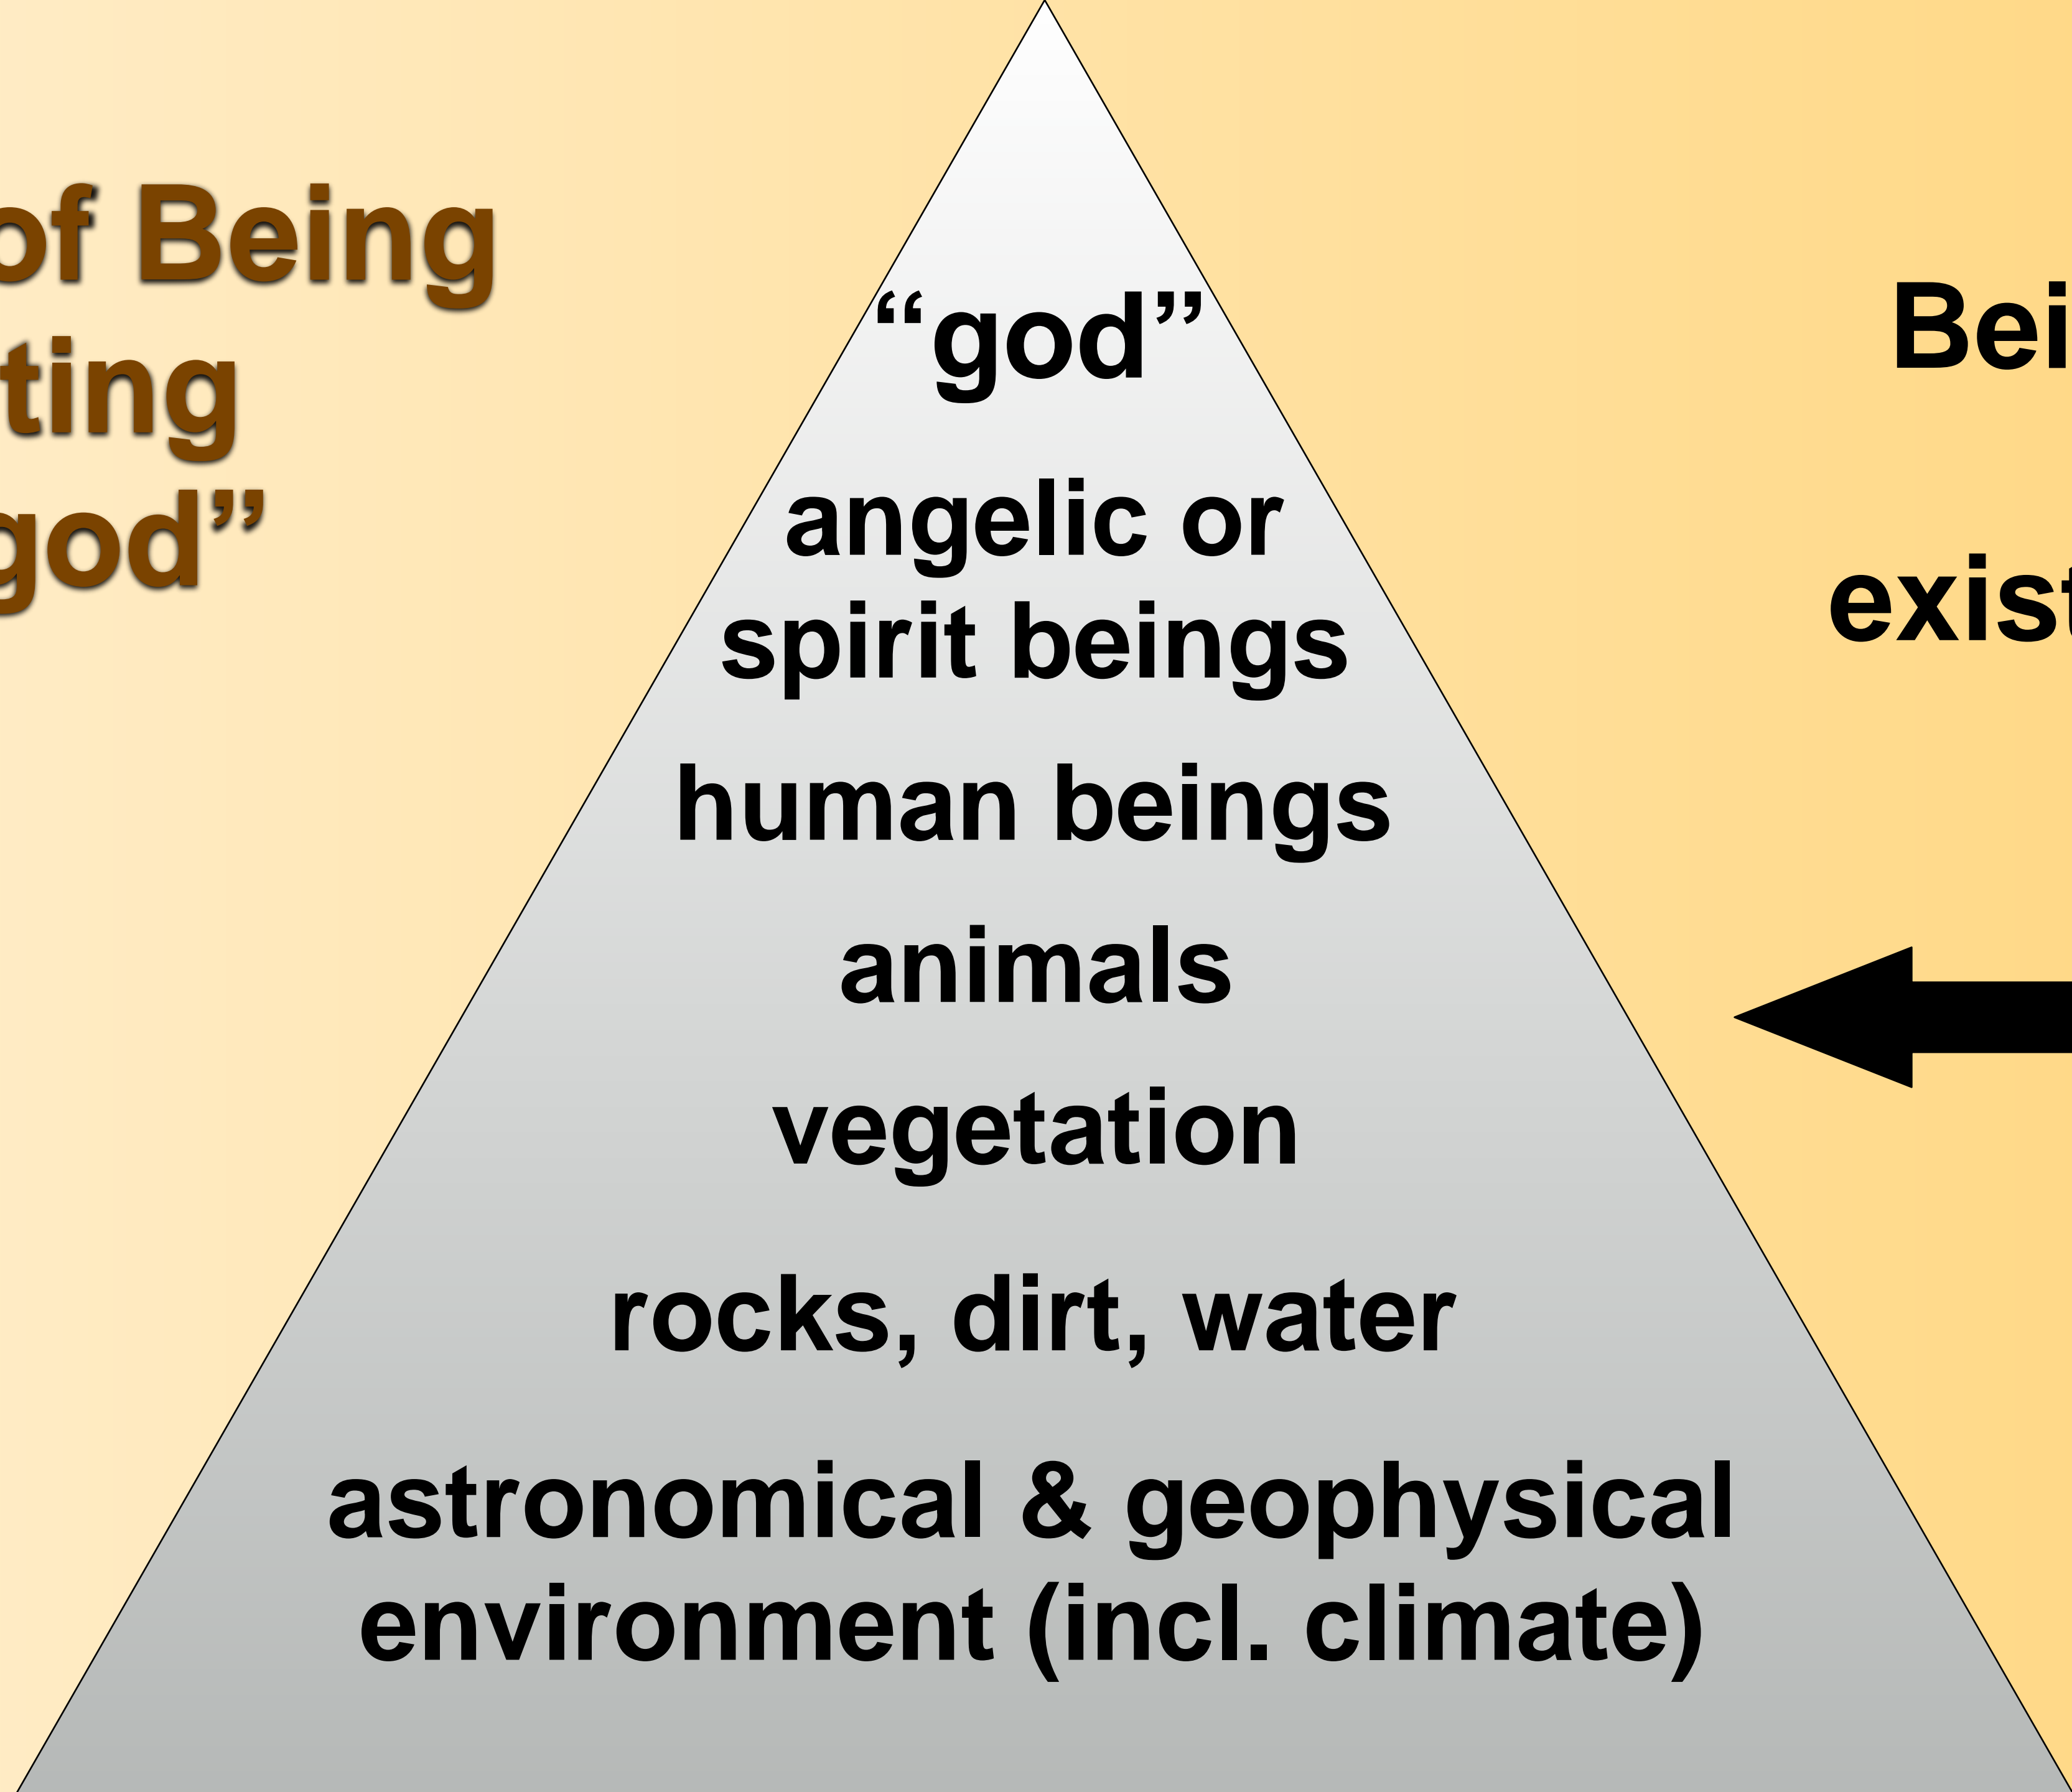 of Being
ting
god”
“god”
angelic or
spirit beings
human beings
animals
vegetation
rocks, dirt, water
astronomical & geophysical
environment (incl. climate)
Bei
exist